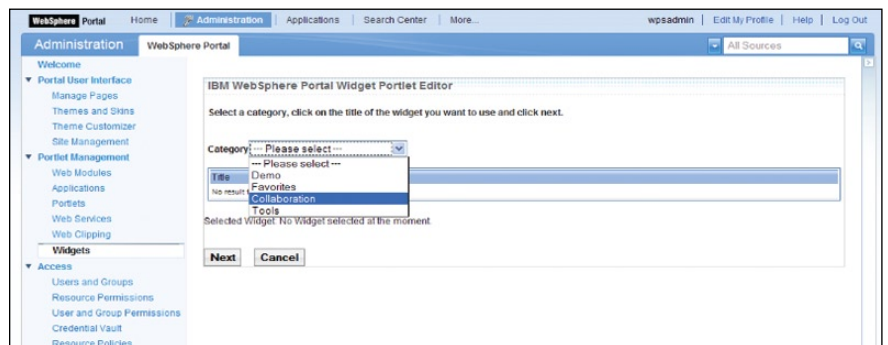 WebSphere Portal Home Administration Applications Search Center More... wpsadmin Edit My Profile Help Log Out
Administration WebSphere Portal All Sources
Welcome
Portal User Interface
Manage Pages
Themes and Skins
Theme Customizer
Site Management
Portlet Management
Web Modules
Applications
Portlets
Web Services
Web Clipping
Widgets
Access
Users and Groups
Resource Permissions
User and Group Permissions
Credential Vault
Resource Policies
IBM WebSphere Portal Widget Portlet Editor
Select a category, click on the title of the widget you want to use and click next.
Category --- Please select ---
--- Please select ---
Demo
Favorites
Collaboration
Tools
Title
No result
Selected Widget: No Widget selected at the moment.
Next Cancel